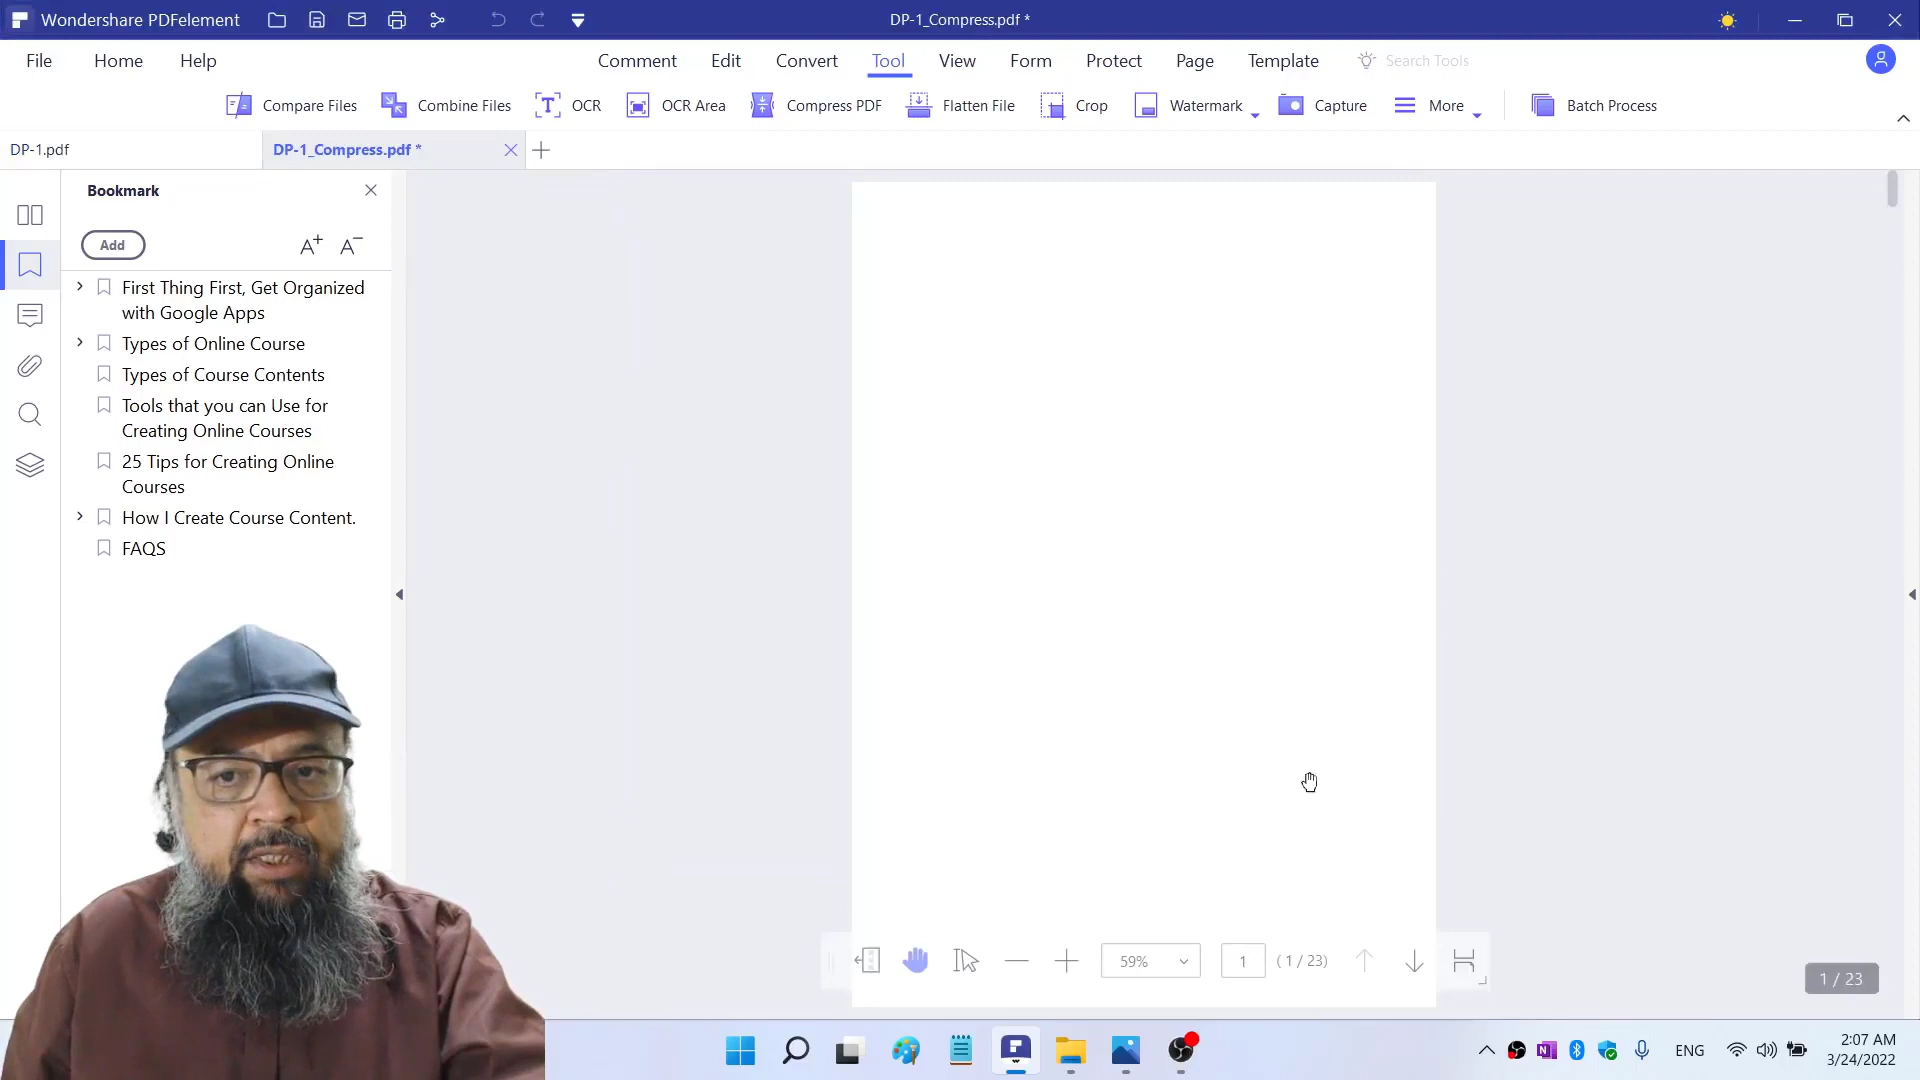 Wondershare PDFelement
DP-1_Compress.pdf *
File
Home
Help
Comment
Edit
Convert
Tool
View
Form
Protect
Page
Template
Search Tools
Compare Files
Combine Files
OCR
OCR Area
Compress PDF
Flatten File
Crop
Watermark
Capture
More
Batch Process
DP-1.pdf
DP-1_Compress.pdf *
Bookmark
Add
A+
A−
First Thing First, Get Organized
with Google Apps
Types of Online Course
Types of Course Contents
Tools that you can Use for
Creating Online Courses
25 Tips for Creating Online
Courses
How I Create Course Content.
FAQS
59%
1
( 1 / 23)
1 / 23
ENG
2:07 AM
3/24/2022